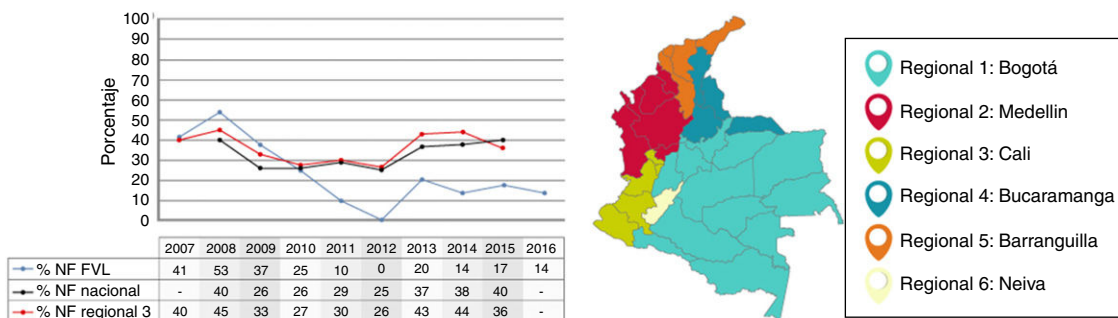 Porcentaje
100
90
80
70
60
50
40
30
20
10
0
2007 2008 2009 2010 2011 2012 2013 2014 2015 2016
% NF FVL 41 53 37 25 10 0 20 14 17 14
% NF nacional - 40 26 26 29 25 37 38 40 -
% NF regional 3 40 45 33 27 30 26 43 44 36 -
Regional 1: Bogotá
Regional 2: Medellin
Regional 3: Cali
Regional 4: Bucaramanga
Regional 5: Barranguilla
Regional 6: Neiva